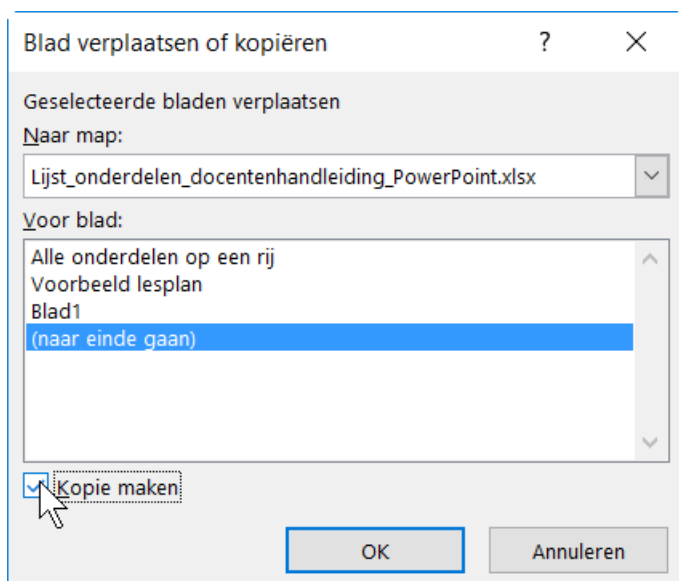 Blad verplaatsen of kopiëren ?
Geselecteerde bladen verplaatsen
Naar map:
Lijst_onderdelen_docentenhandleiding_PowerPoint.xlsx
Voor blad:
Alle onderdelen op een rij
Voorbeeld lesplan
Blad1
(naar einde gaan)
Kopie maken
OK Annuleren